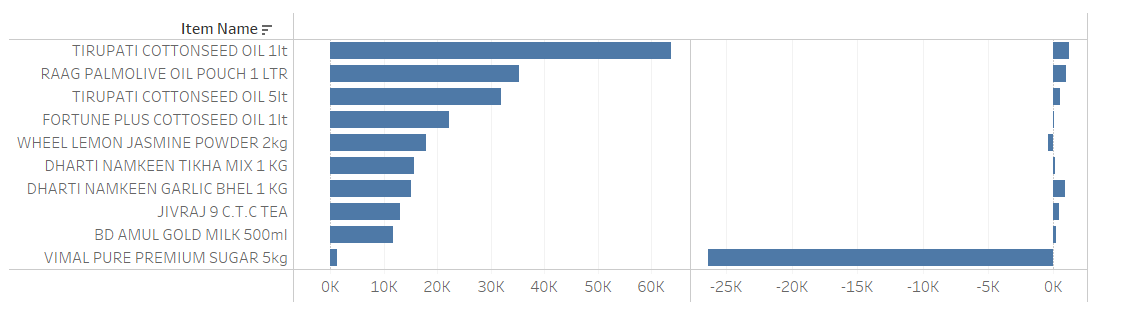 Item Name
TIRUPATI COTTONSEED OIL 1lt
RAAG PALMOLIVE OIL POUCH 1 LTR
TIRUPATI COTTONSEED OIL 5lt
FORTUNE PLUS COTTOSEED OIL 1lt
WHEEL LEMON JASMINE POWDER 2kg
DHARTI NAMKEEN TIKHA MIX 1 KG
DHARTI NAMKEEN GARLIC BHEL 1 KG
JIVRAJ 9 C.T.C TEA
BD AMUL GOLD MILK 500ml
VIMAL PURE PREMIUM SUGAR 5kg
0K 10K 20K 30K 40K 50K 60K -25K -20K -15K -10K -5K 0K